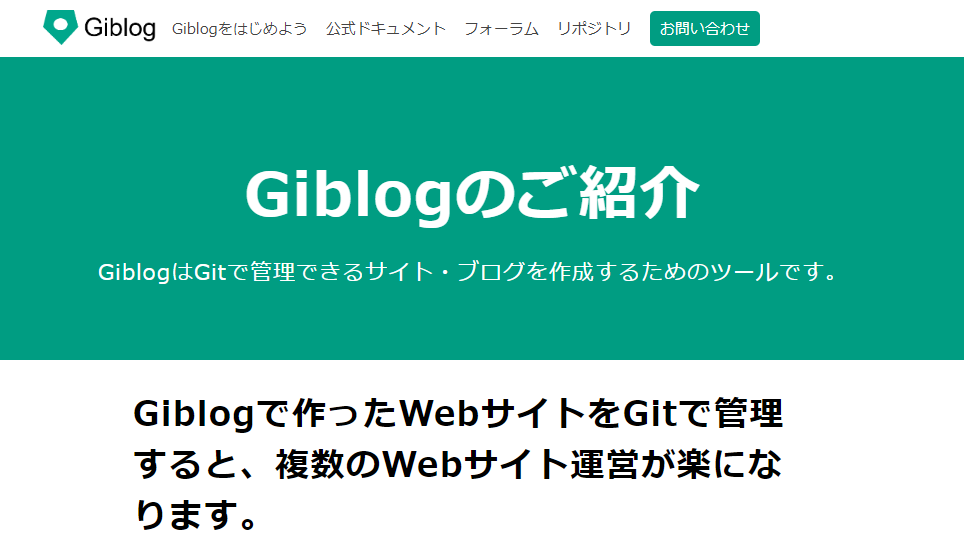 Giblog Giblogをはじめよう 公式ドキュメント フォーラム リポジトリ お問い合わせ
Giblogのご紹介
GiblogはGitで管理できるサイト・ブログを作成するためのツールです。
Giblogで作ったWebサイトをGitで管理
すると、複数のWebサイト運営が楽にな
ります。